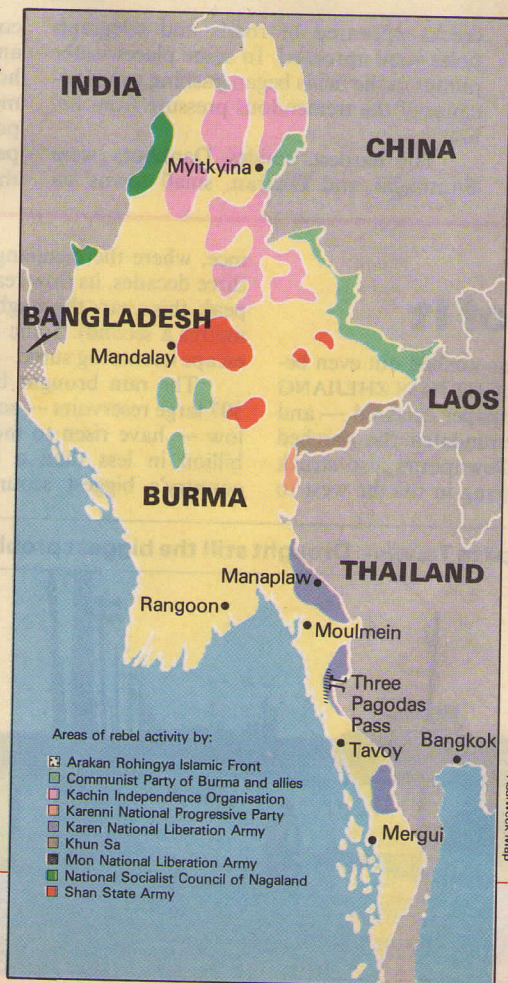 INDIA
CHINA
Myitkyina
BANGLADESH
Mandalay
LAOS
BURMA
THAILAND
Manaplaw
Rangoon
Moulmein
Three
Pagodas
Pass
Tavoy
Bangkok
Mergui
Areas of rebel activity by:
Arakan Rohingya Islamic Front
Communist Party of Burma and allies
Kachin Independence Organisation
Karenni National Progressive Party
Karen National Liberation Army
Khun Sa
Mon National Liberation Army
National Socialist Council of Nagaland
Shan State Army